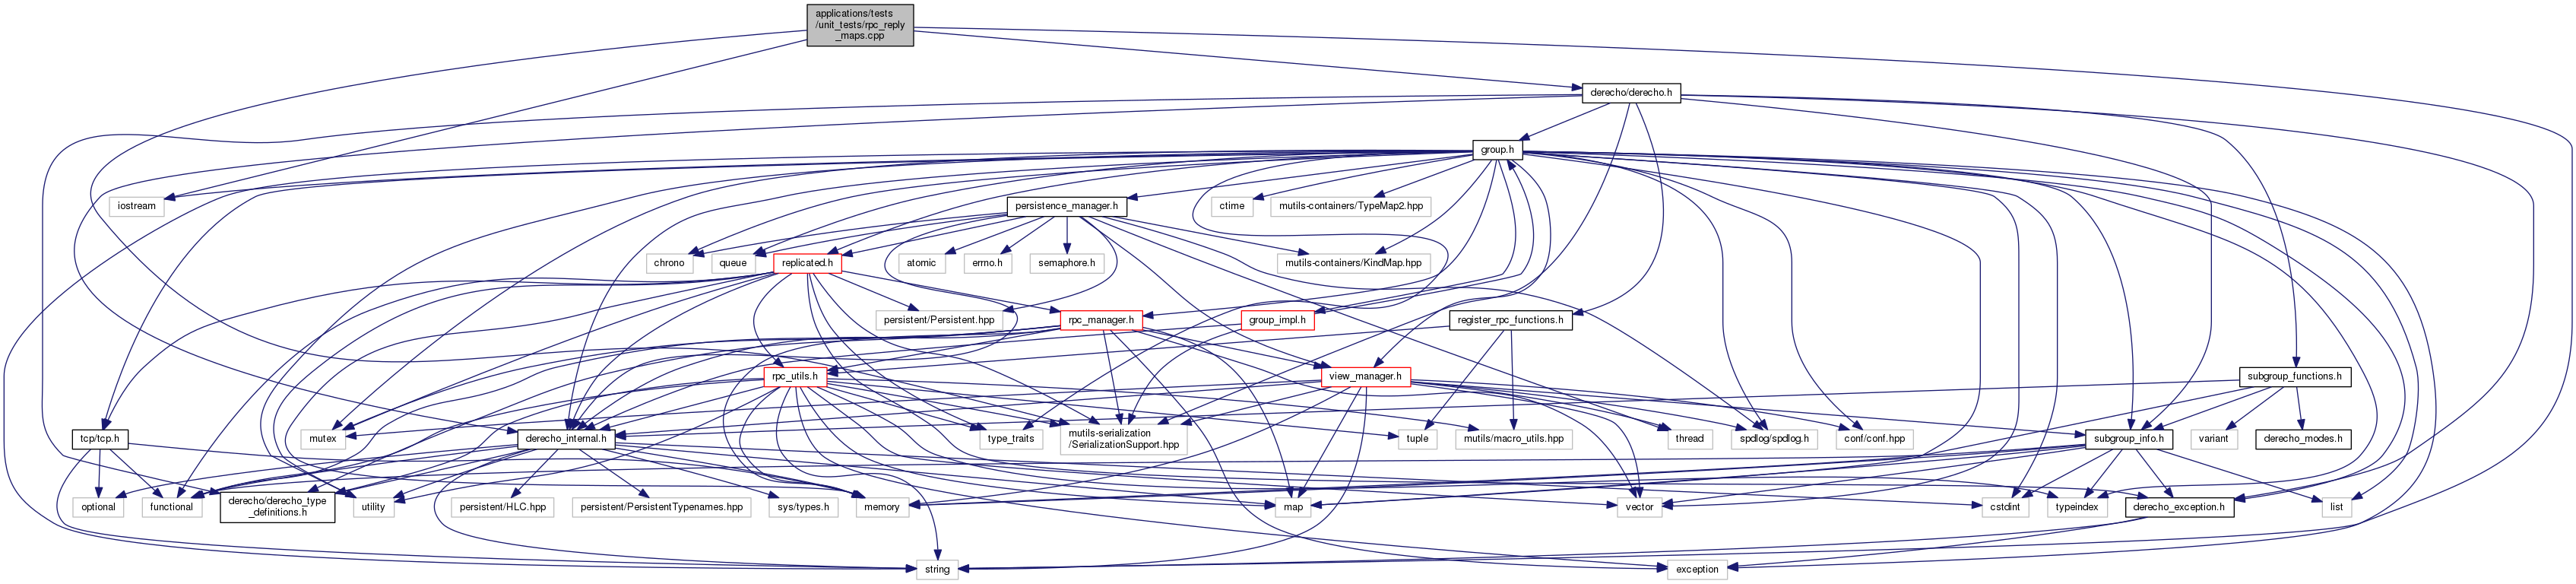 applications/tests
/unit_tests/rpc_reply
_maps.cpp
derecho/derecho.h
group.h
iostream
persistence_manager.h
ctime
mutils-containers/TypeMap2.hpp
chrono
queue
replicated.h
atomic
errno.h
semaphore.h
mutils-containers/KindMap.hpp
persistent/Persistent.hpp
rpc_manager.h
group_impl.h
register_rpc_functions.h
rpc_utils.h
view_manager.h
subgroup_functions.h
mutex
tcp/tcp.h
derecho_internal.h
type_traits
mutils-serialization
/SerializationSupport.hpp
tuple
mutils/macro_utils.hpp
thread
spdlog/spdlog.h
conf/conf.hpp
subgroup_info.h
variant
derecho_modes.h
optional
functional
derecho/derecho_type
_definitions.h
utility
persistent/HLC.hpp
persistent/PersistentTypenames.hpp
sys/types.h
memory
map
vector
cstdint
typeindex
derecho_exception.h
list
string
exception